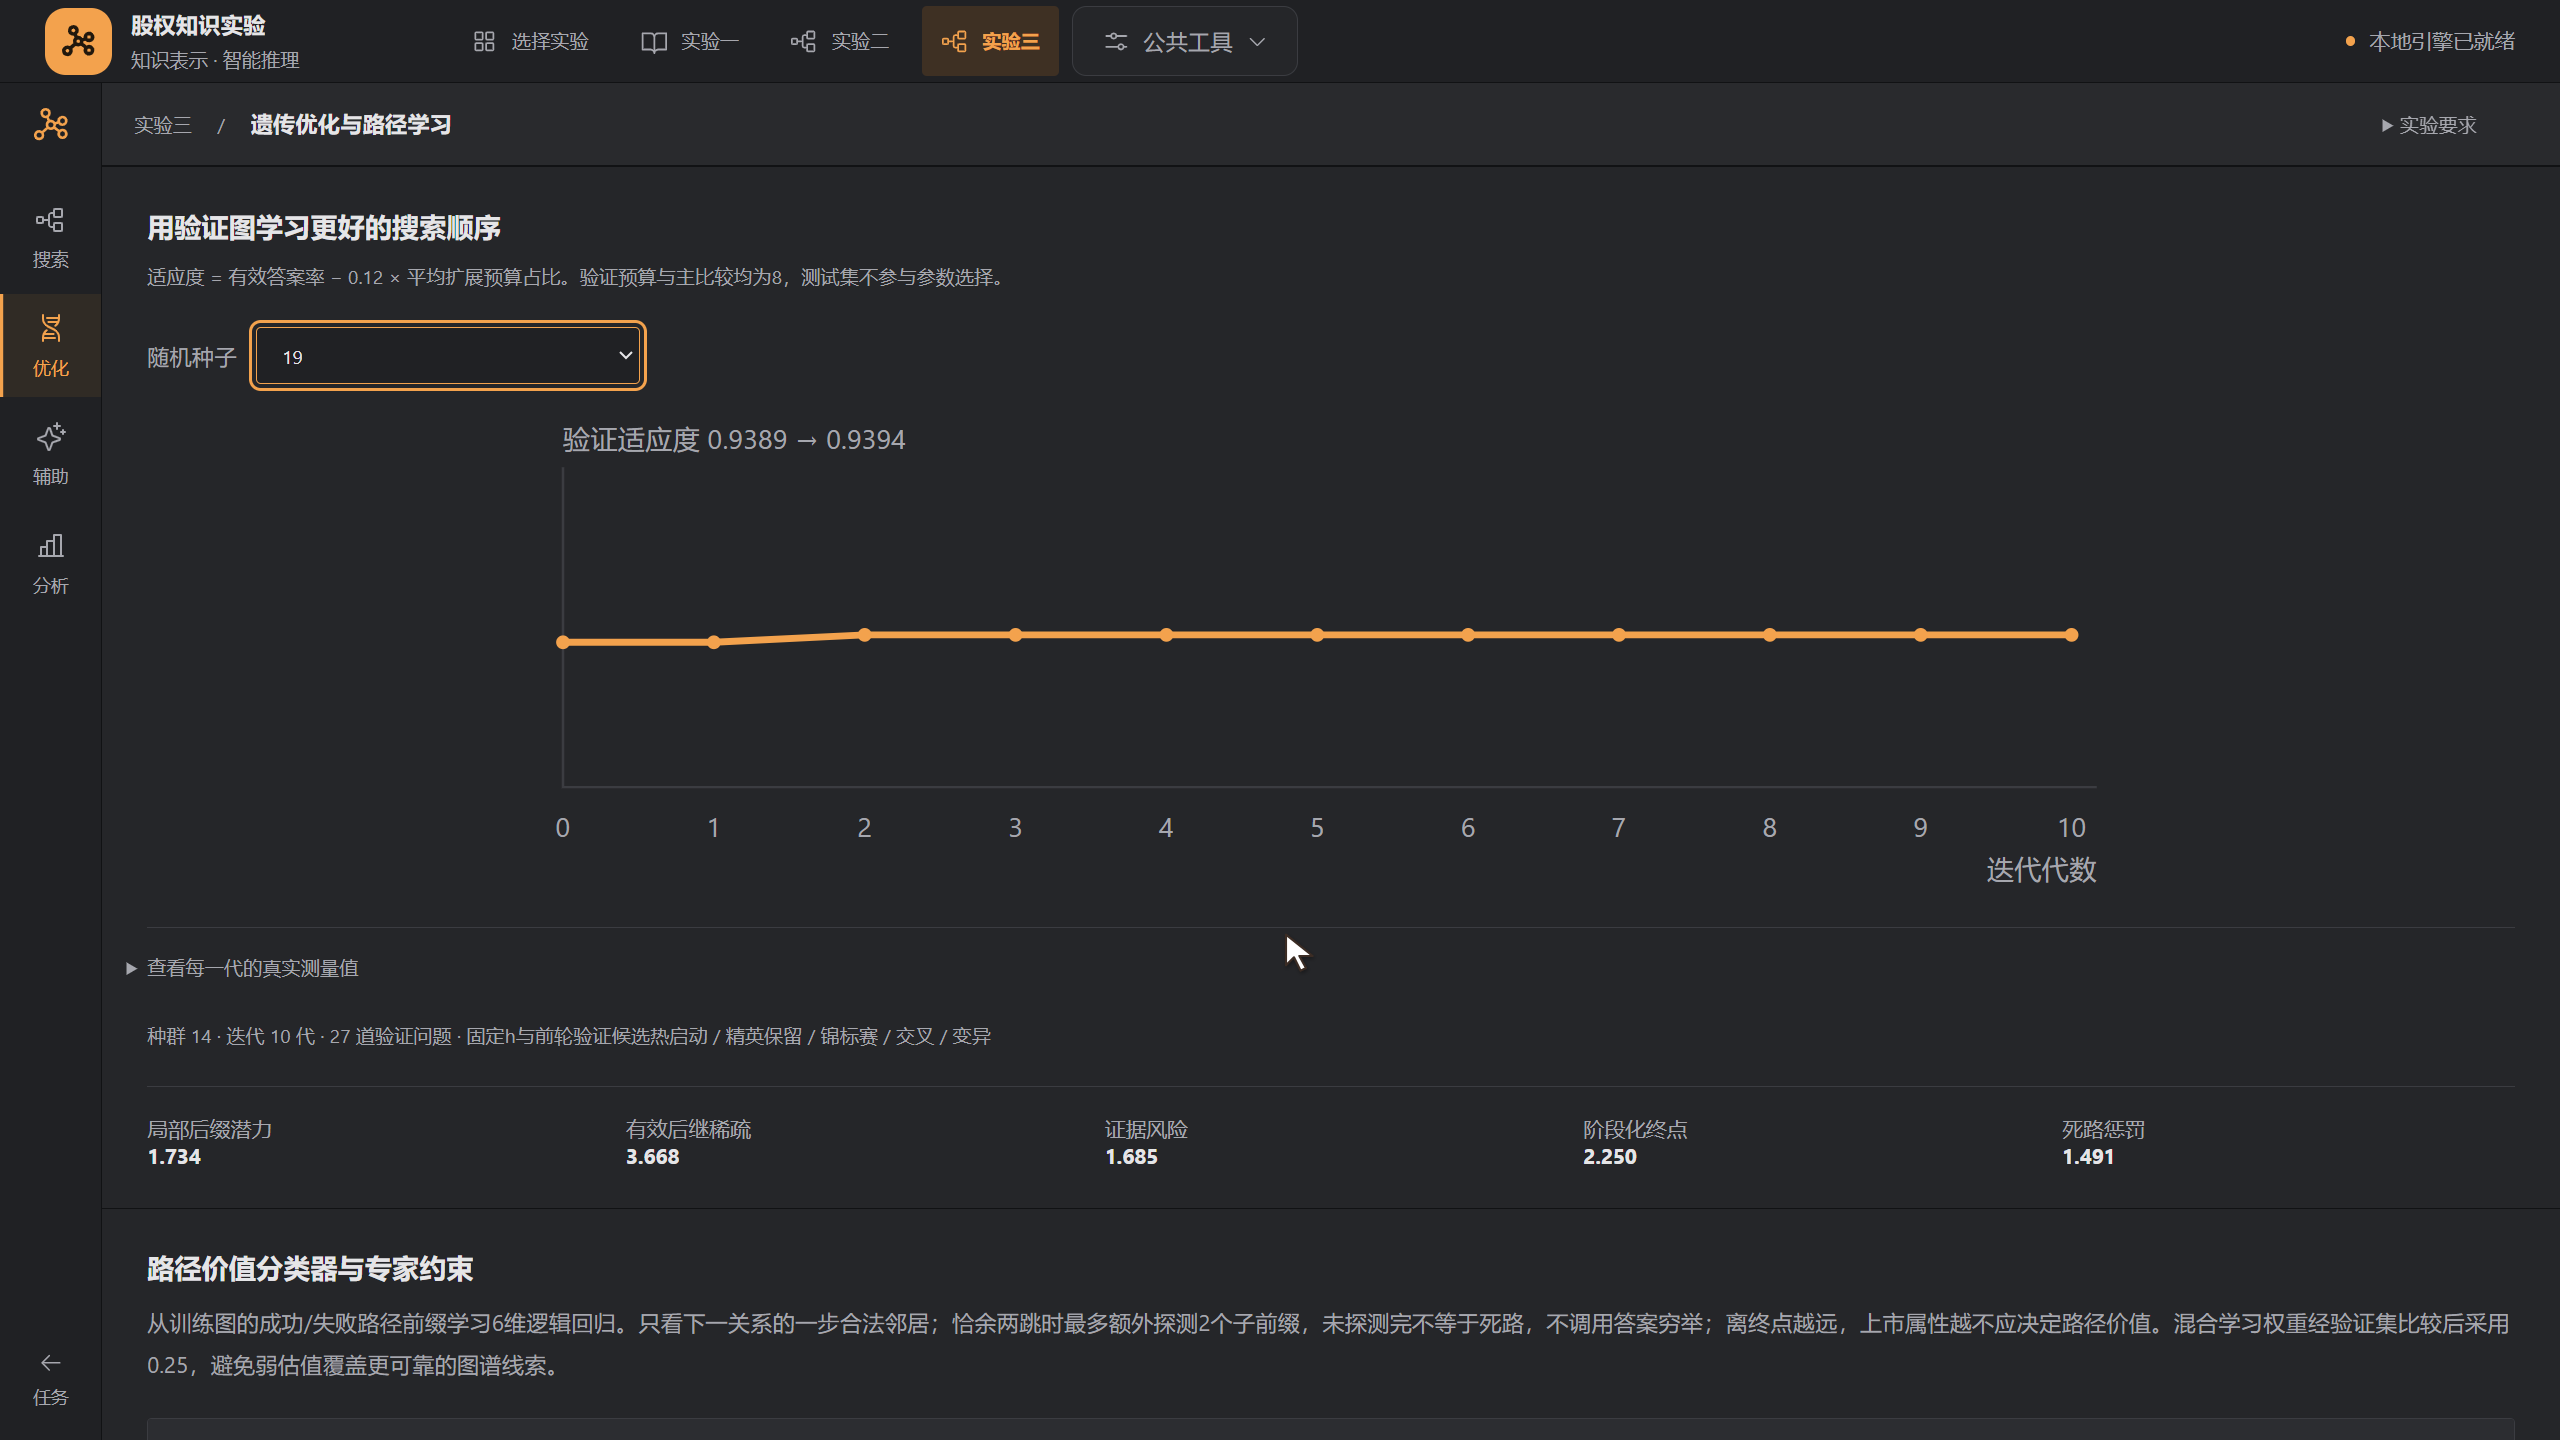 股权知识实验
知识表示 · 智能推理
选择实验
实验一
实验二
实验三
公共工具
本地引擎已就绪
实验三 / 遗传优化与路径学习
实验要求
搜索
优化
辅助
分析
任务
用验证图学习更好的搜索顺序
适应度 = 有效答案率 − 0.12 × 平均扩展预算占比。验证预算与主比较均为8，测试集不参与参数选择。
随机种子 19
验证适应度 0.9389 → 0.9394
0 1 2 3 4 5 6 7 8 9 10
迭代代数
查看每一代的真实测量值
种群 14 · 迭代 10 代 · 27 道验证问题 · 固定h与前轮验证候选热启动 / 精英保留 / 锦标赛 / 交叉 / 变异
局部后缀潜力 有效后继稀疏 证据风险 阶段化终点 死路惩罚
1.734 3.668 1.685 2.250 1.491
路径价值分类器与专家约束
从训练图的成功/失败路径前缀学习6维逻辑回归。只看下一关系的一步合法邻居；恰余两跳时最多额外探测2个子前缀，未探测完不等于死路，不调用答案穷举；离终点越远，上市属性越不应决定路径价值。混合学习权重经验证集比较后采用
0.25，避免弱估值覆盖更可靠的图谱线索。